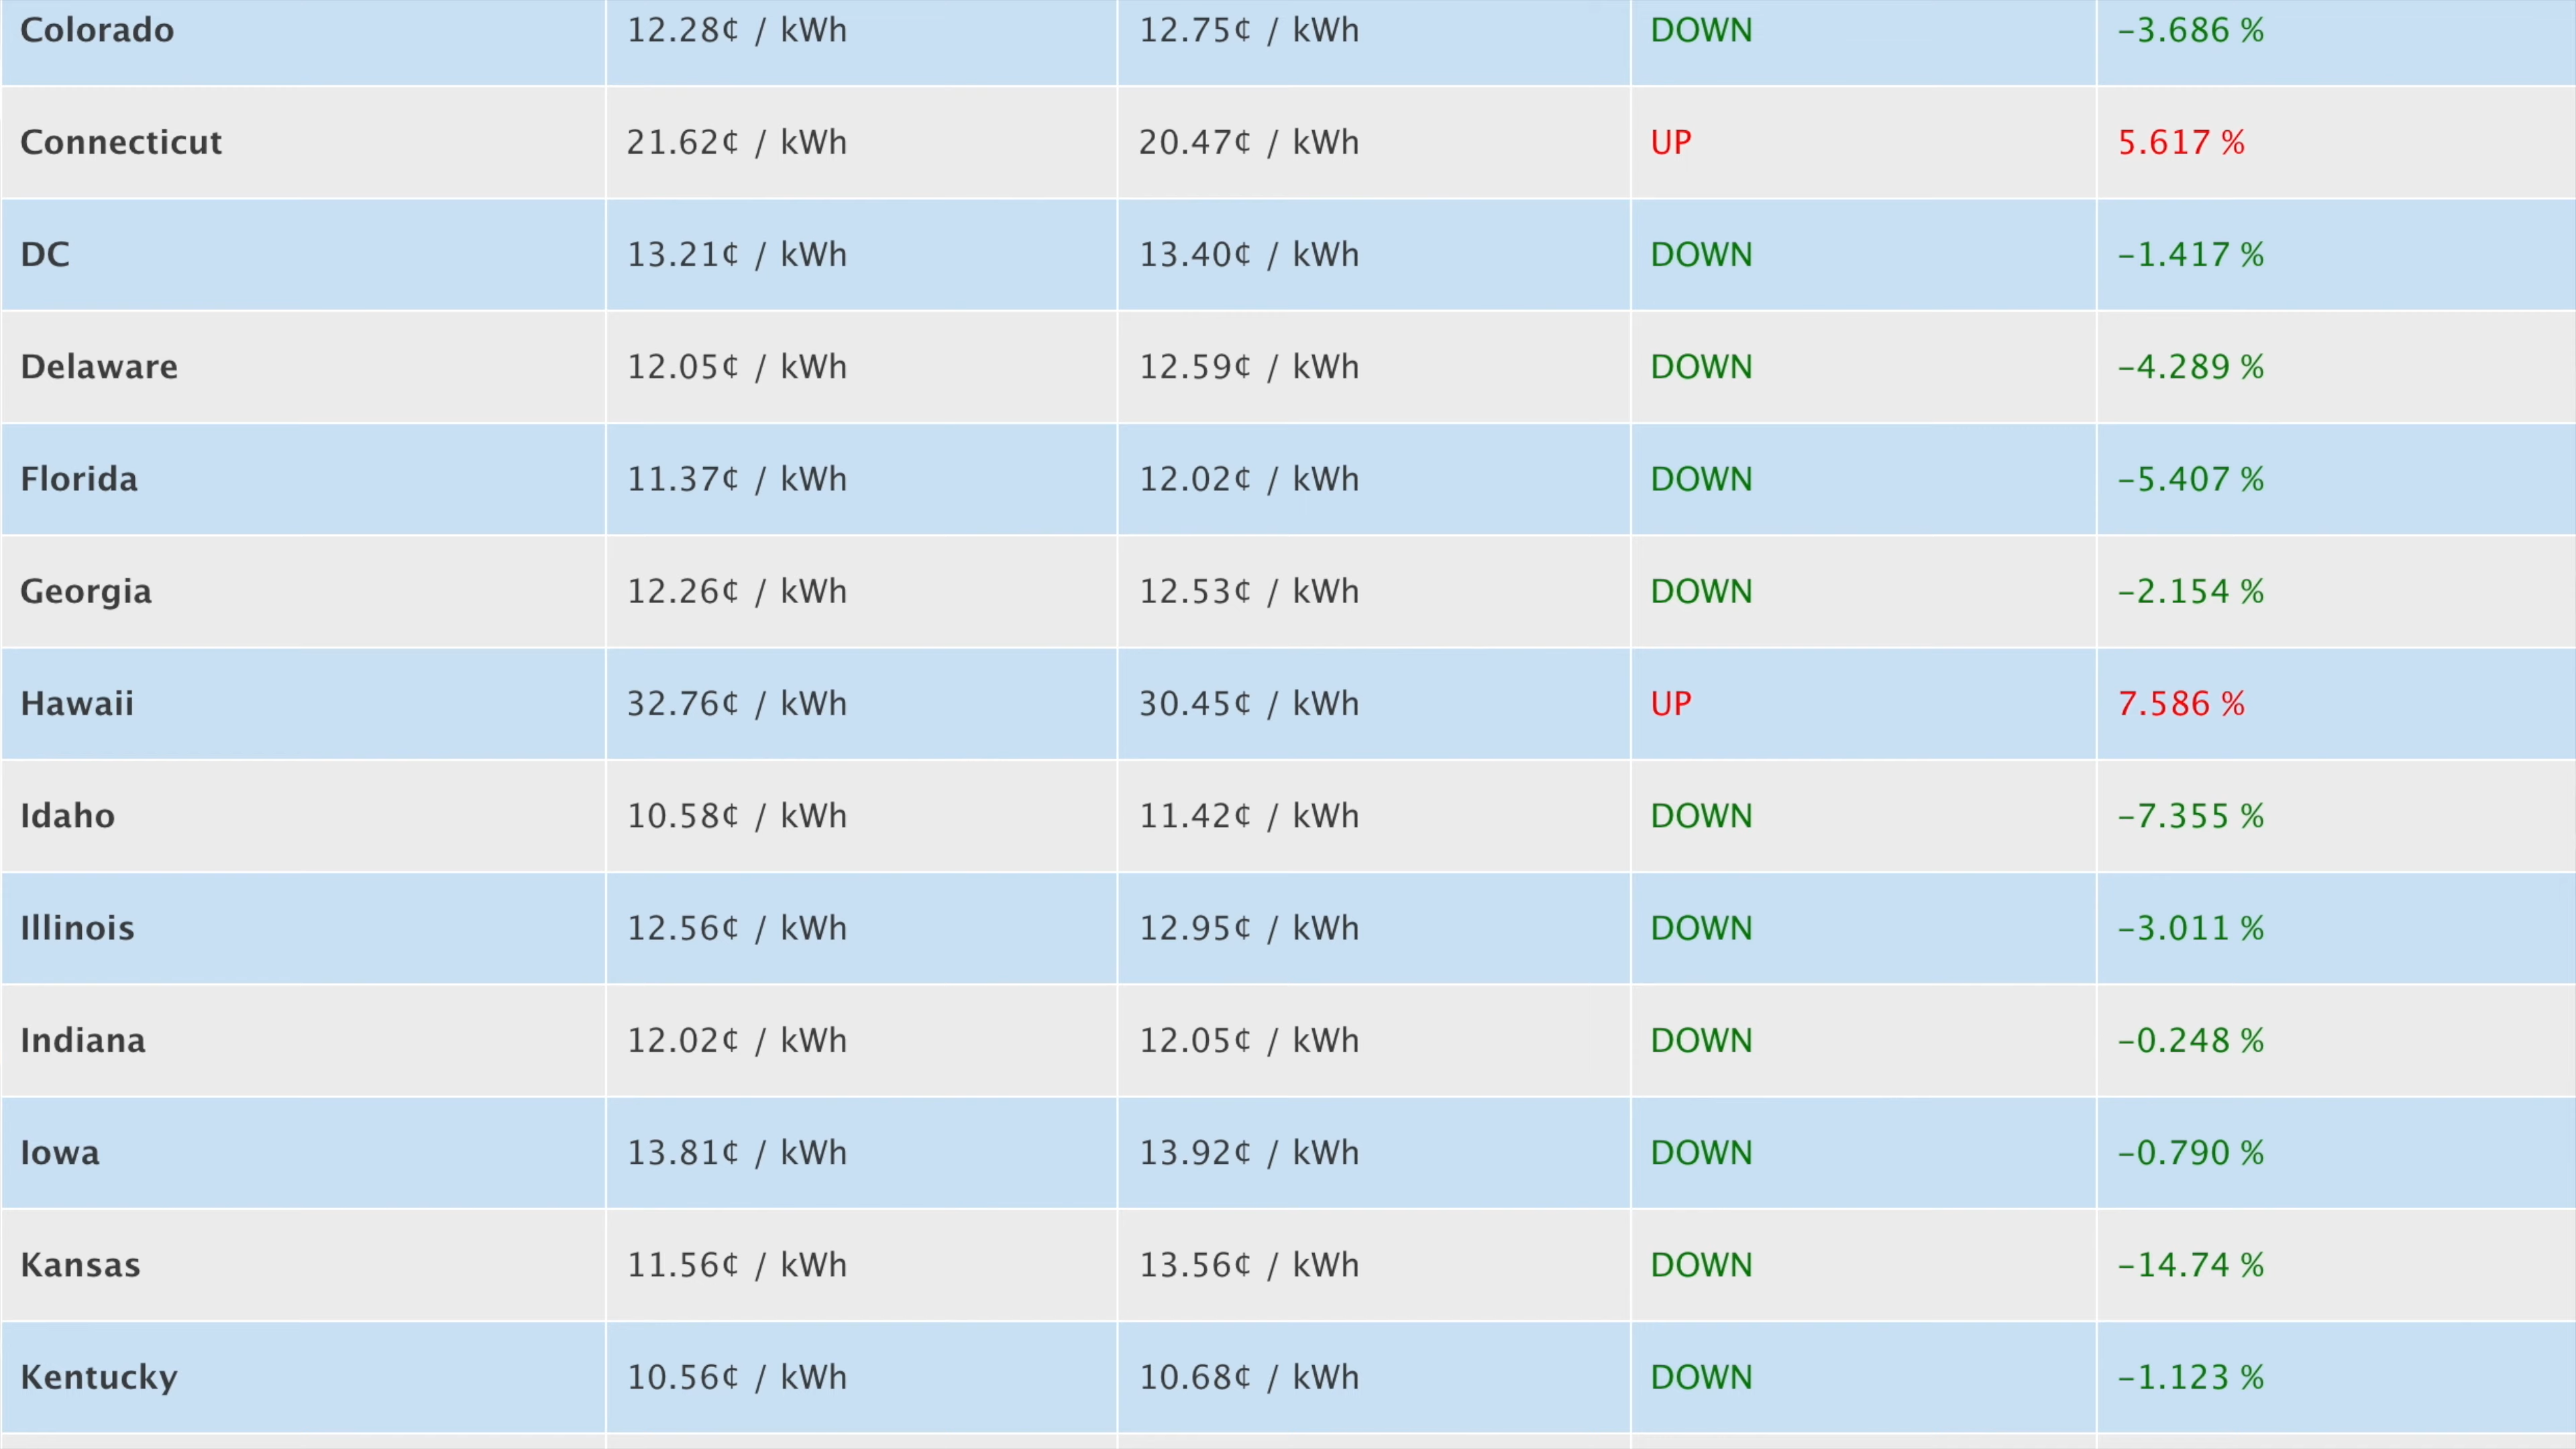 Colorado 12.28¢ / kWh 12.75¢ / kWh DOWN −3.686 %
Connecticut 21.62¢ / kWh 20.47¢ / kWh UP 5.617 %
DC 13.21¢ / kWh 13.40¢ / kWh DOWN −1.417 %
Delaware 12.05¢ / kWh 12.59¢ / kWh DOWN −4.289 %
Florida 11.37¢ / kWh 12.02¢ / kWh DOWN −5.407 %
Georgia 12.26¢ / kWh 12.53¢ / kWh DOWN −2.154 %
Hawaii 32.76¢ / kWh 30.45¢ / kWh UP 7.586 %
Idaho 10.58¢ / kWh 11.42¢ / kWh DOWN −7.355 %
Illinois 12.56¢ / kWh 12.95¢ / kWh DOWN −3.011 %
Indiana 12.02¢ / kWh 12.05¢ / kWh DOWN −0.248 %
Iowa 13.81¢ / kWh 13.92¢ / kWh DOWN −0.790 %
Kansas 11.56¢ / kWh 13.56¢ / kWh DOWN −14.74 %
Kentucky 10.56¢ / kWh 10.68¢ / kWh DOWN −1.123 %